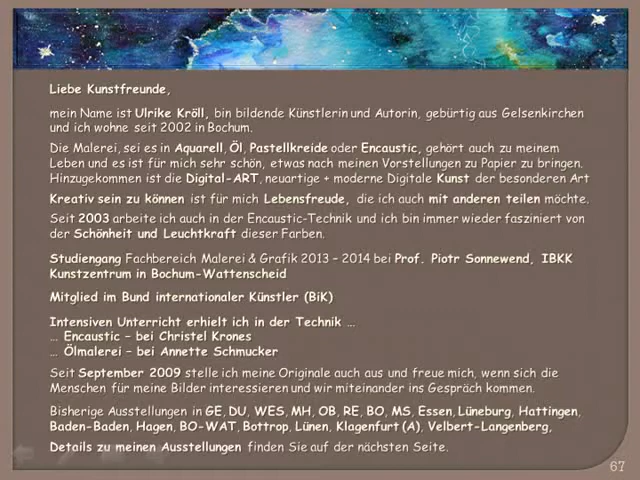 Liebe Kunstfreunde,
mein Name ist Ulrike Kröll, bin bildende Künstlerin und Autorin, gebürtig aus Gelsenkirchen
und ich wohne seit 2002 in Bochum.
Die Malerei, sei es in Aquarell, Öl, Pastellkreide oder Encaustic, gehört auch zu meinem
Leben und es ist für mich sehr schön, etwas nach meinen Vorstellungen zu Papier zu bringen.
Hinzugekommen ist die Digital-ART, neuartige + moderne Digitale Kunst der besonderen Art
Kreativ sein zu können ist für mich Lebensfreude, die ich auch mit anderen teilen möchte.
Seit 2003 arbeite ich auch in der Encaustic-Technik und ich bin immer wieder fasziniert von
der Schönheit und Leuchtkraft dieser Farben.
Studiengang Fachbereich Malerei & Grafik 2013 – 2014 bei Prof. Piotr Sonnewend, IBKK
Kunstzentrum in Bochum-Wattenscheid
Mitglied im Bund internationaler Künstler (BiK)
Intensiven Unterricht erhielt ich in der Technik …
… Encaustic – bei Christel Krones
… Ölmalerei – bei Annette Schmucker
Seit September 2009 stelle ich meine Originale auch aus und freue mich, wenn sich die
Menschen für meine Bilder interessieren und wir miteinander ins Gespräch kommen.
Bisherige Ausstellungen in GE, DU, WES, MH, OB, RE, BO, MS, Essen, Lüneburg, Hattingen,
Baden-Baden, Hagen, BO-WAT, Bottrop, Lünen, Klagenfurt (A), Velbert-Langenberg,
Details zu meinen Ausstellungen finden Sie auf der nächsten Seite.
67